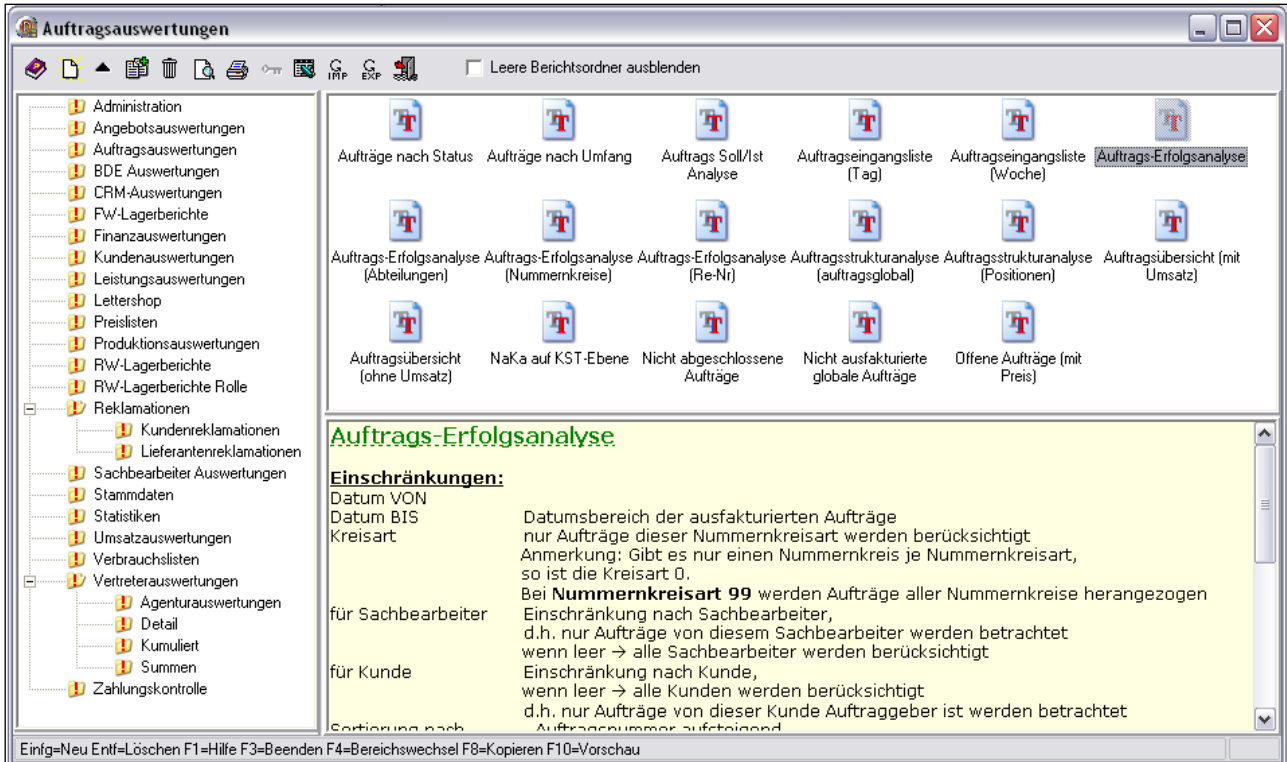 Auftragsauswertungen
G IMP G EXP Leere Berichtsordner ausblenden
Administration
Angebotsauswertungen
Auftragsauswertungen
BDE Auswertungen
CRM-Auswertungen
FW-Lagerberichte
Finanzauswertungen
Kundenauswertungen
Leistungsauswertungen
Lettershop
Preislisten
Produktionsauswertungen
RW-Lagerberichte
RW-Lagerberichte Rolle
Reklamationen
Kundenreklamationen
Lieferantenreklamationen
Sachbearbeiter Auswertungen
Stammdaten
Statistiken
Umsatzauswertungen
Verbrauchslisten
Vertreterauswertungen
Agenturauswertungen
Detail
Kumuliert
Summen
Zahlungskontrolle
Aufträge nach Status
Aufträge nach Umfang
Auftrags Soll/Ist
Analyse
Auftragseingangsliste
(Tag)
Auftragseingangsliste
(Woche)
Auftrags-Erfolgsanalyse
Auftrags-Erfolgsanalyse
(Abteilungen)
Auftrags-Erfolgsanalyse
(Nummernkreise)
Auftrags-Erfolgsanalyse
(Re-Nr)
Auftragsstrukturanalyse
(auftragsglobal)
Auftragsstrukturanalyse
(Positionen)
Auftragsübersicht (mit
Umsatz)
Auftragsübersicht
(ohne Umsatz)
NaKa auf KST-Ebene
Nicht abgeschlossene
Aufträge
Nicht ausfakturierte
globale Aufträge
Offene Aufträge (mit
Preis)
Auftrags-Erfolgsanalyse
Einschränkungen:
Datum VON
Datum BIS Datumsbereich der ausfakturierten Aufträge
Kreisart nur Aufträge dieser Nummernkreisart werden berücksichtigt
Anmerkung: Gibt es nur einen Nummernkreis je Nummernkreisart,
so ist die Kreisart 0.
Bei Nummernkreisart 99 werden Aufträge aller Nummernkreise herangezogen
für Sachbearbeiter Einschränkung nach Sachbearbeiter,
d.h. nur Aufträge von diesem Sachbearbeiter werden betrachtet
wenn leer → alle Sachbearbeiter werden berücksichtigt
für Kunde Einschränkung nach Kunde,
wenn leer → alle Kunden werden berücksichtigt
d.h. nur Aufträge von dieser Kunde Auftraggeber ist werden betrachtet
Sortierung nach Auftragsnummer aufsteigend
Einfg=Neu Entf=Löschen F1=Hilfe F3=Beenden F4=Bereichswechsel F8=Kopieren F10=Vorschau